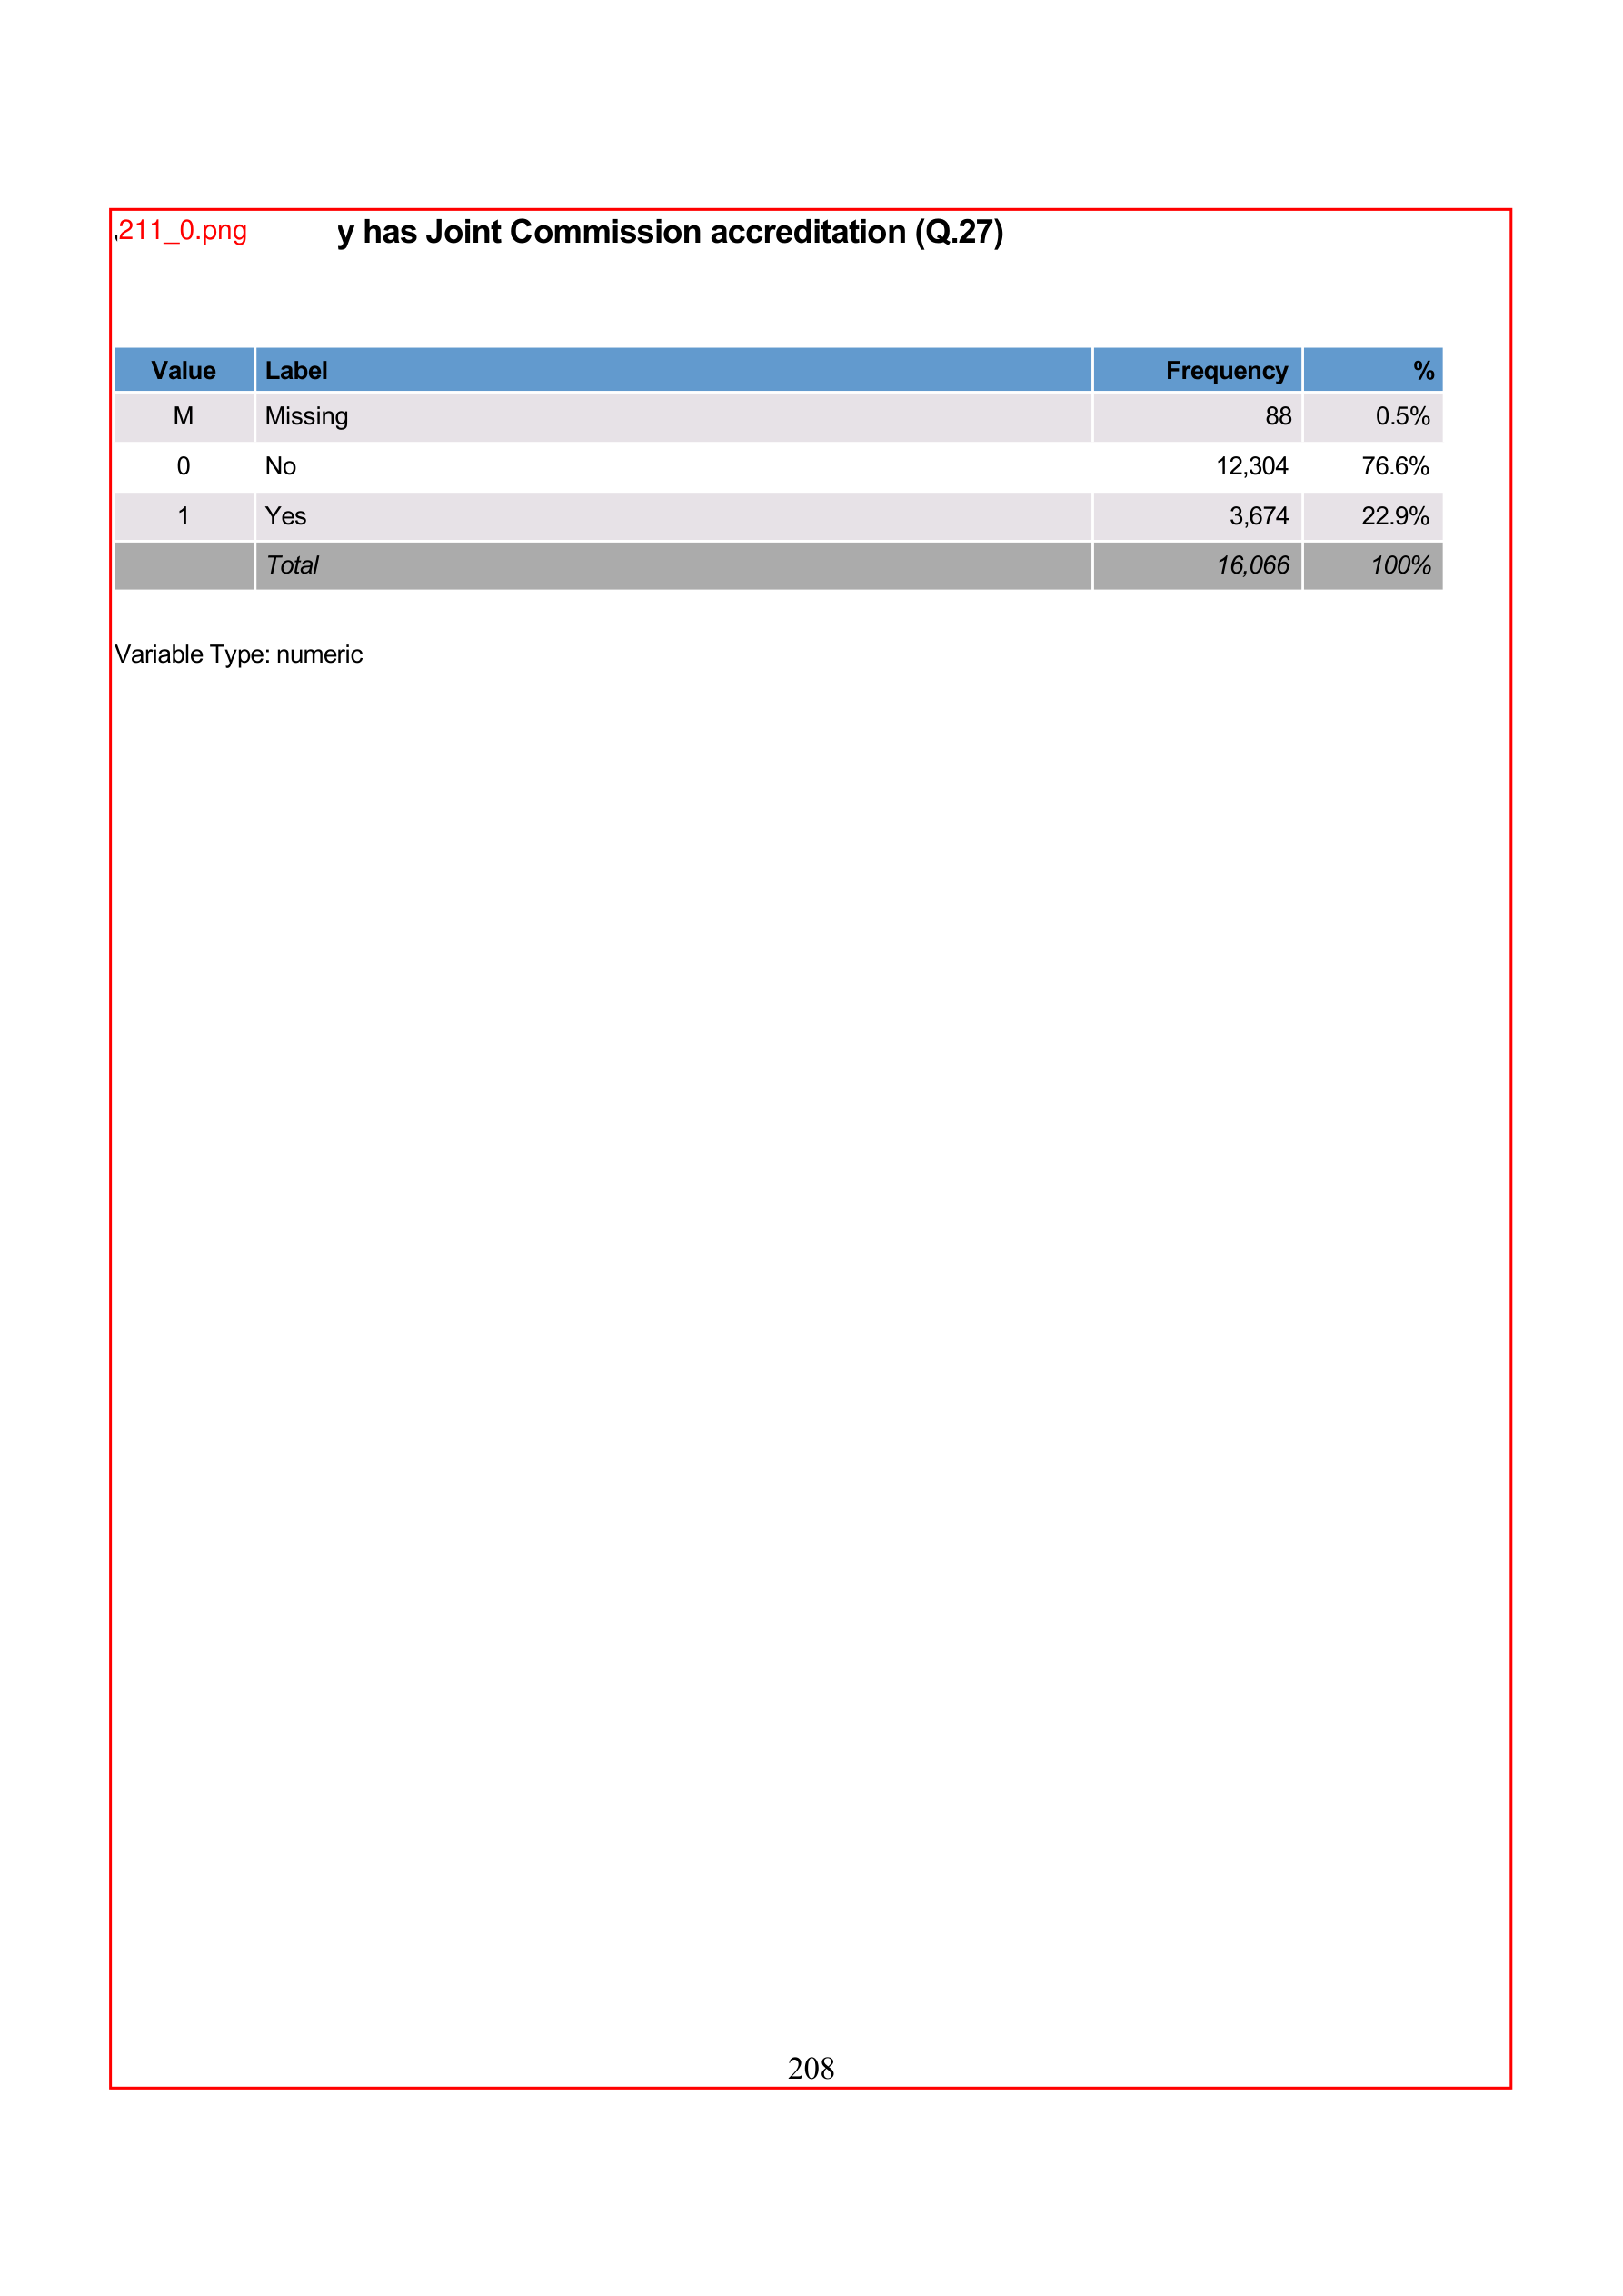 211_0.png y has Joint Commission accreditation (Q.27)
Value Label Frequency %
M Missing 88 0.5%
0 No 12,304 76.6%
1 Yes 3,674 22.9%
Total 16,066 100%
Variable Type: numeric
208